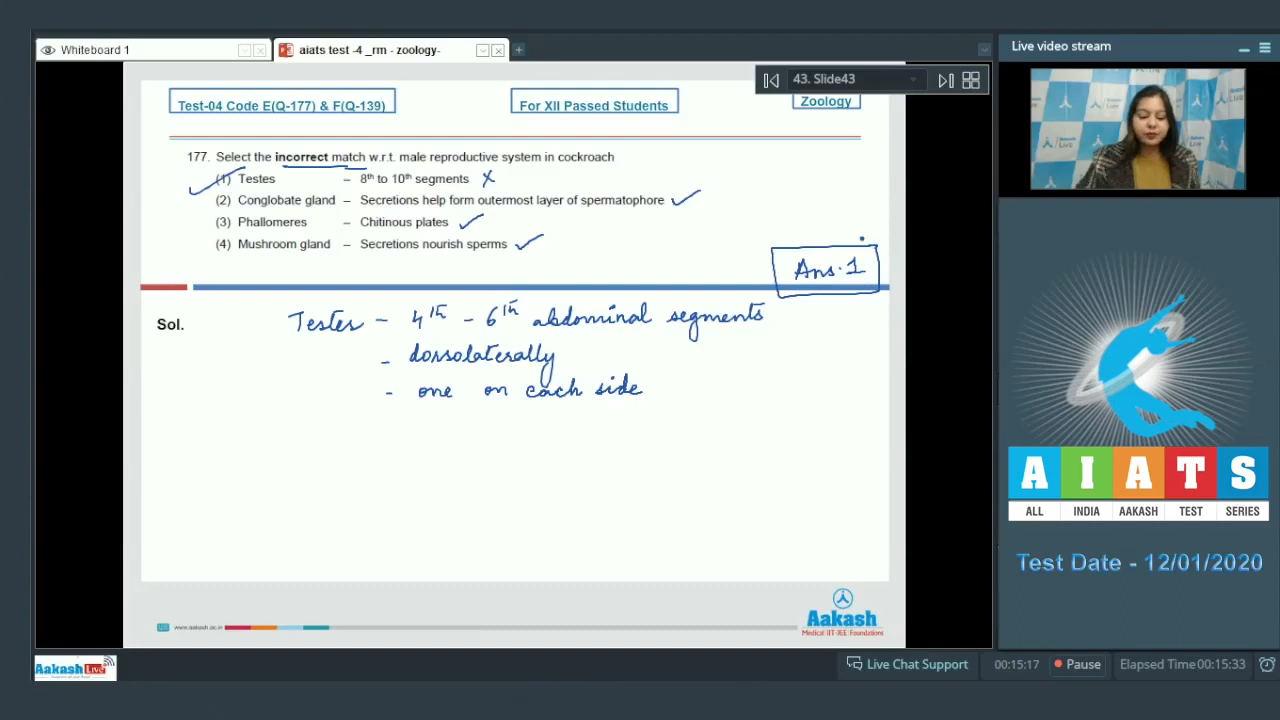 Whiteboard 1
aiats test -4 _rm - zoology-
Live video stream
43. Slide43
Test-04 Code E(Q-177) & F(Q-139)
For XII Passed Students
Zoology
177. Select the incorrect match w.r.t. male reproductive system in cockroach
(1) Testes – 8th to 10th segments
(2) Conglobate gland – Secretions help form outermost layer of spermatophore
(3) Phallomeres – Chitinous plates
(4) Mushroom gland – Secretions nourish sperms
Ans. 1
Sol.
Testes - 4th - 6th abdominal segments
- dorsolaterally
- one on each side
Aakash
Medical IIT-JEE Foundations
www.aakash.ac.in
A I A T S
ALL INDIA AAKASH TEST SERIES
Test Date - 12/01/2020
Aakash Live
Live Chat Support
00:15:17
Pause
Elapsed Time 00:15:33